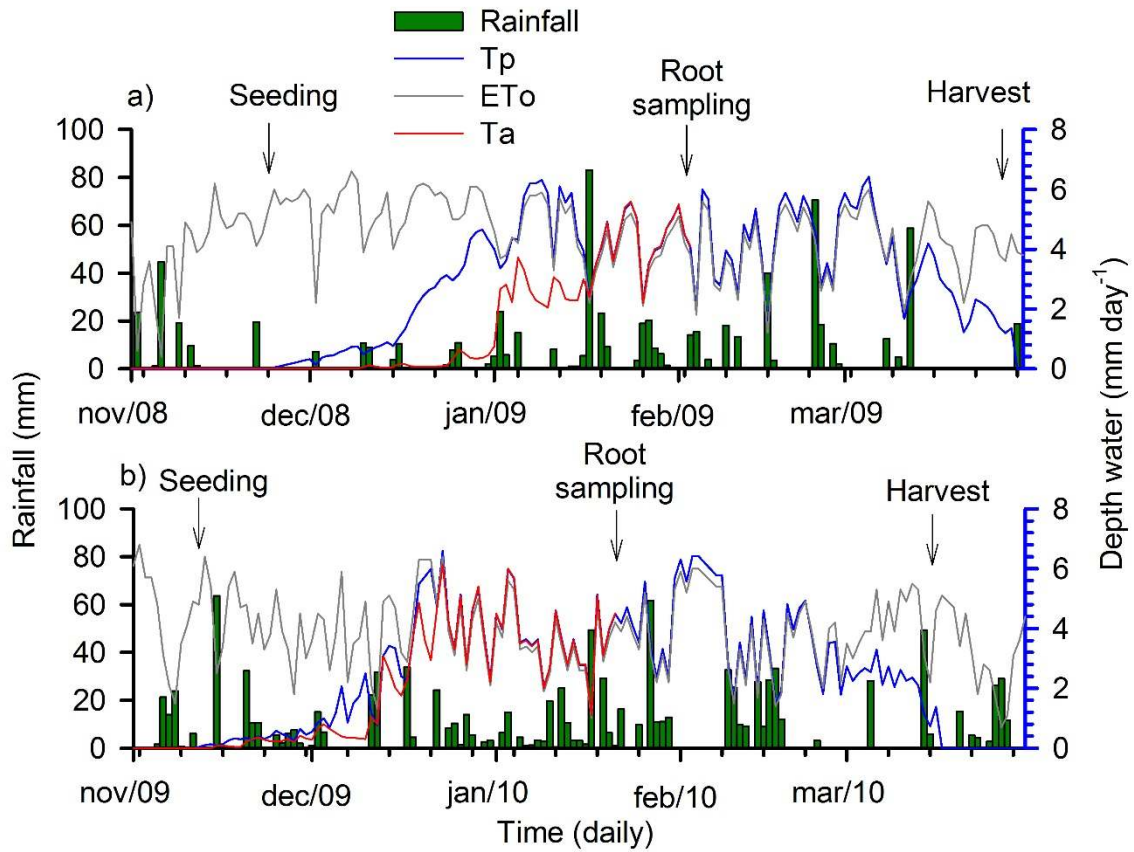 Rainfall
Tp
ETo
Ta
a)
Seeding
Root
sampling
Harvest
100
80
60
40
20
0
8
6
4
2
0
nov/08
dec/08
jan/09
feb/09
mar/09
b)
Seeding
Root
sampling
Harvest
100
80
60
40
20
0
8
6
4
2
0
nov/09
dec/09
jan/10
feb/10
mar/10
Time (daily)
Rainfall (mm)
Depth water (mm day-1)